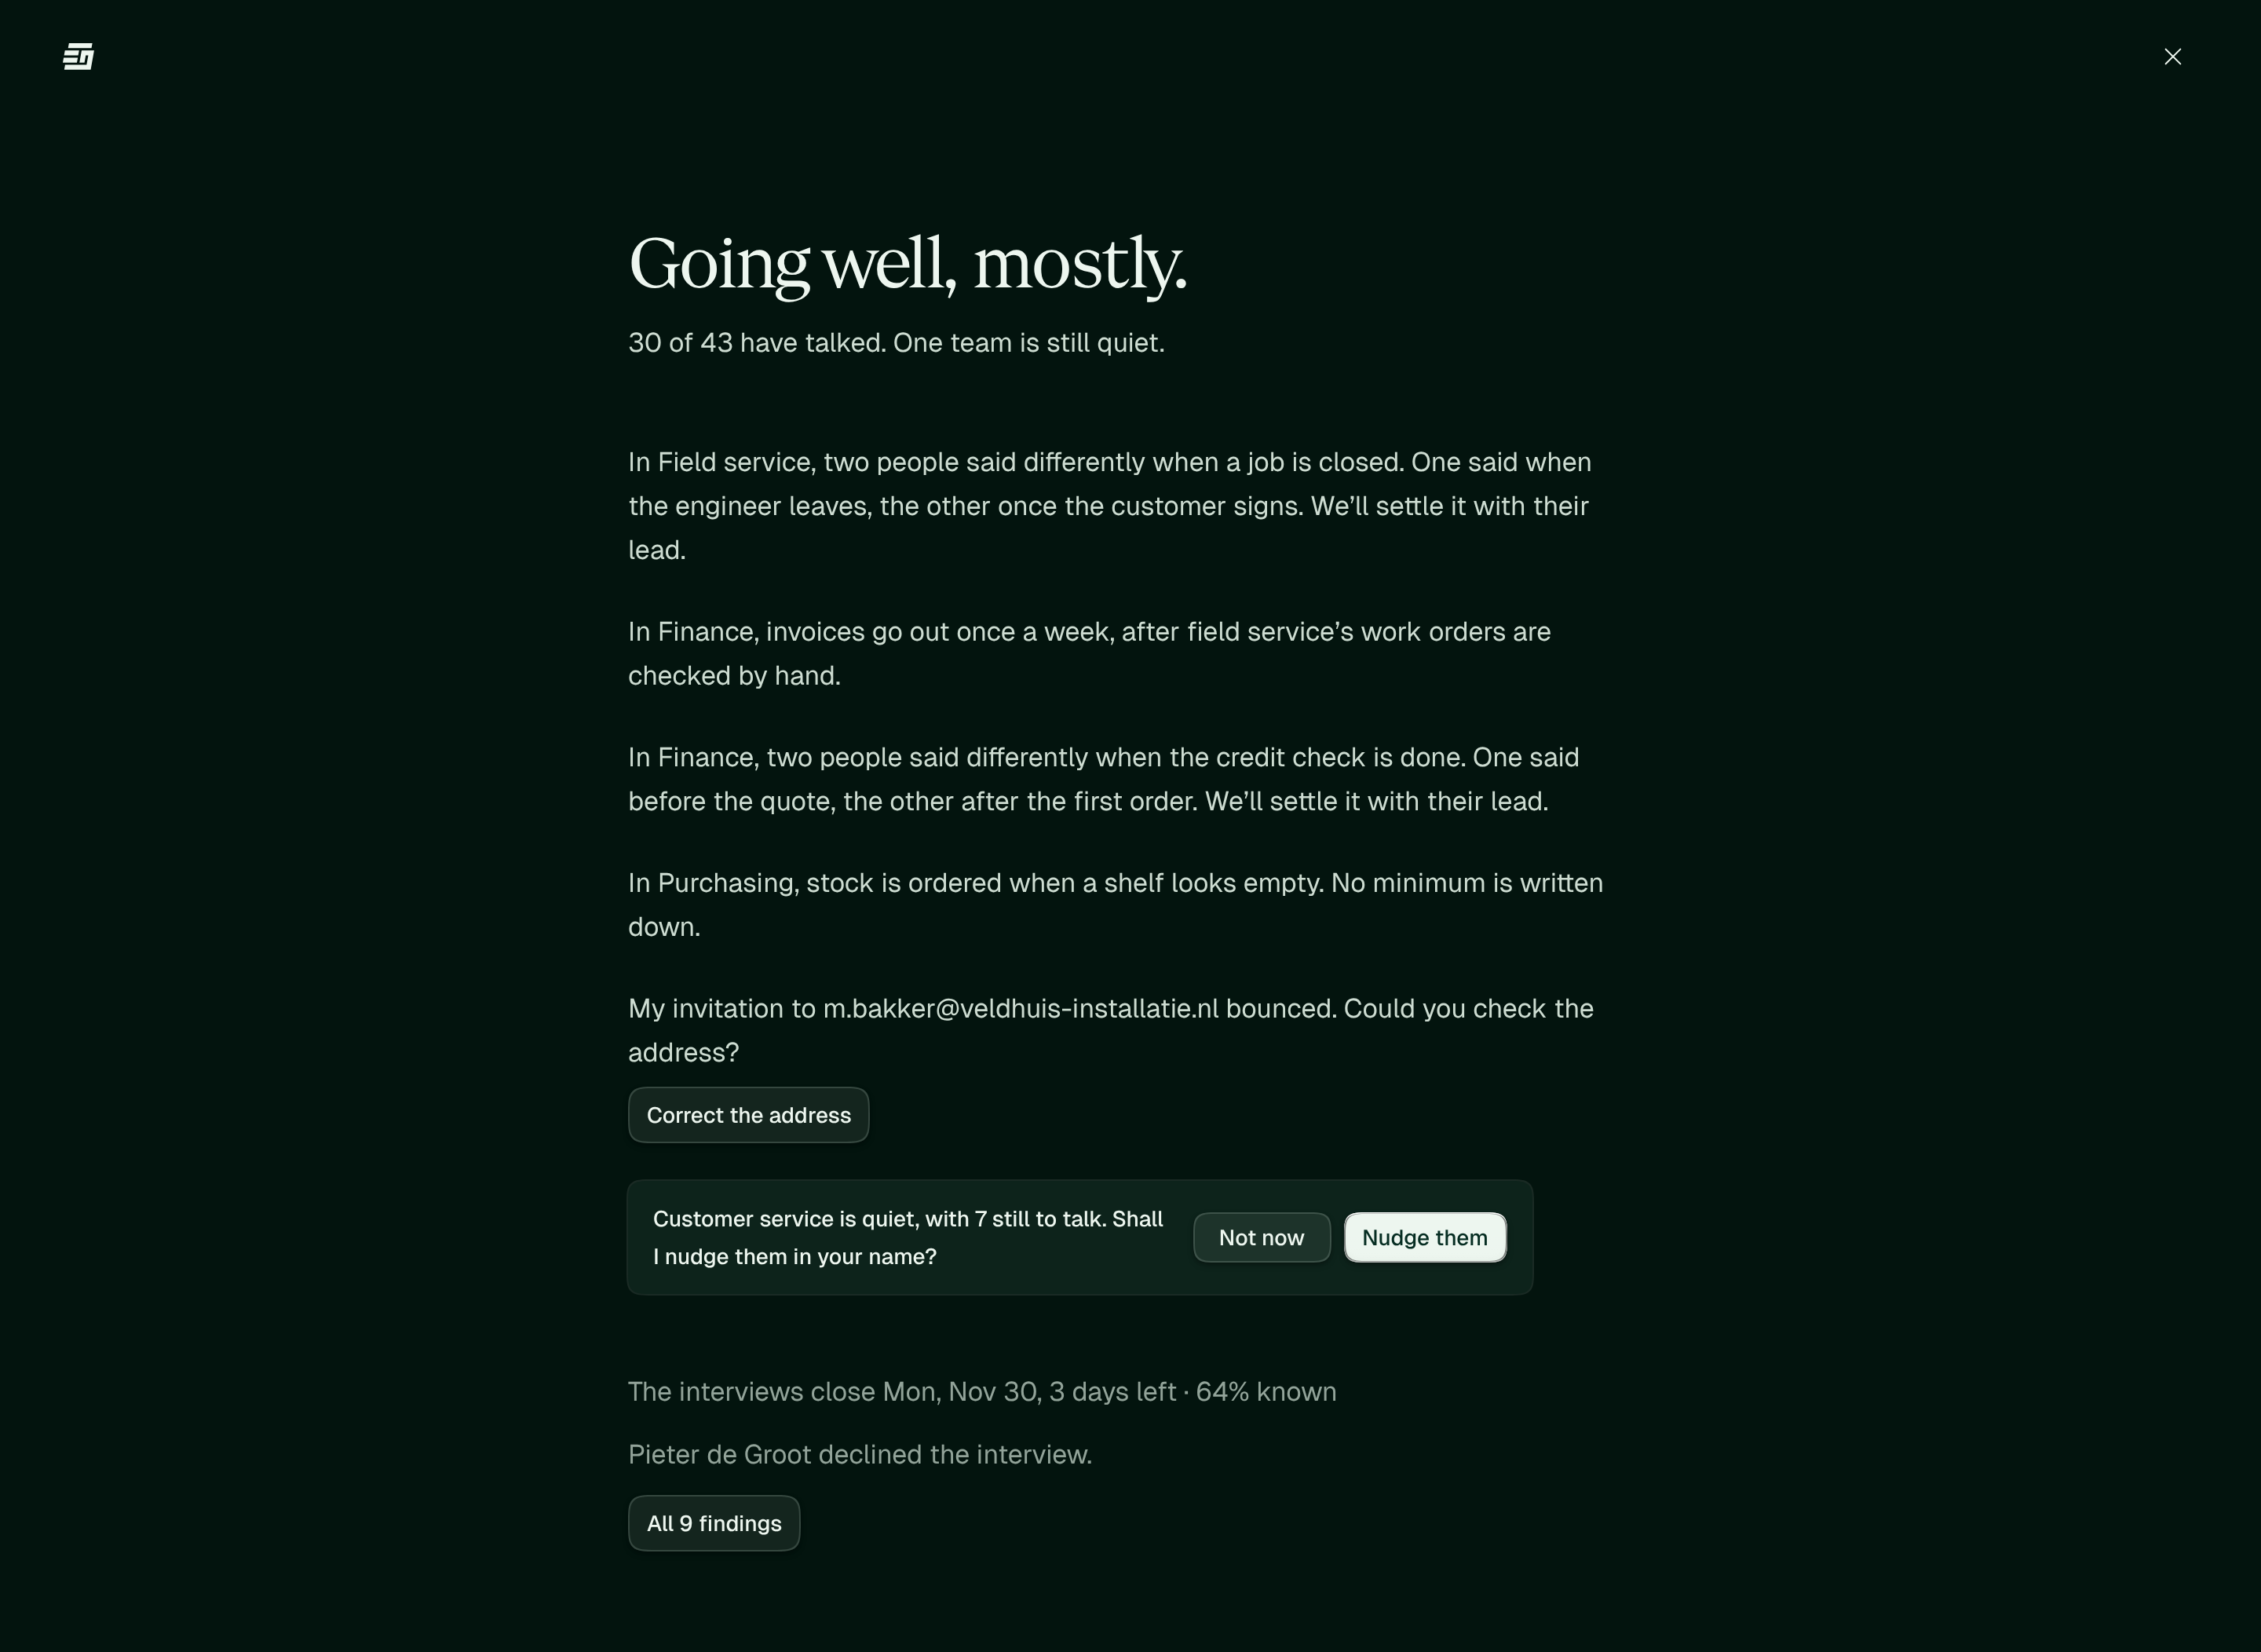 Going well, mostly.
30 of 43 have talked. One team is still quiet.
In Field service, two people said differently when a job is closed. One said when
the engineer leaves, the other once the customer signs. We’ll settle it with their
lead.
In Finance, invoices go out once a week, after field service’s work orders are
checked by hand.
In Finance, two people said differently when the credit check is done. One said
before the quote, the other after the first order. We’ll settle it with their lead.
In Purchasing, stock is ordered when a shelf looks empty. No minimum is written
down.
My invitation to m.bakker@veldhuis-installatie.nl bounced. Could you check the
address?
Correct the address
Customer service is quiet, with 7 still to talk. Shall
I nudge them in your name?
Not now
Nudge them
The interviews close Mon, Nov 30, 3 days left · 64% known
Pieter de Groot declined the interview.
All 9 findings